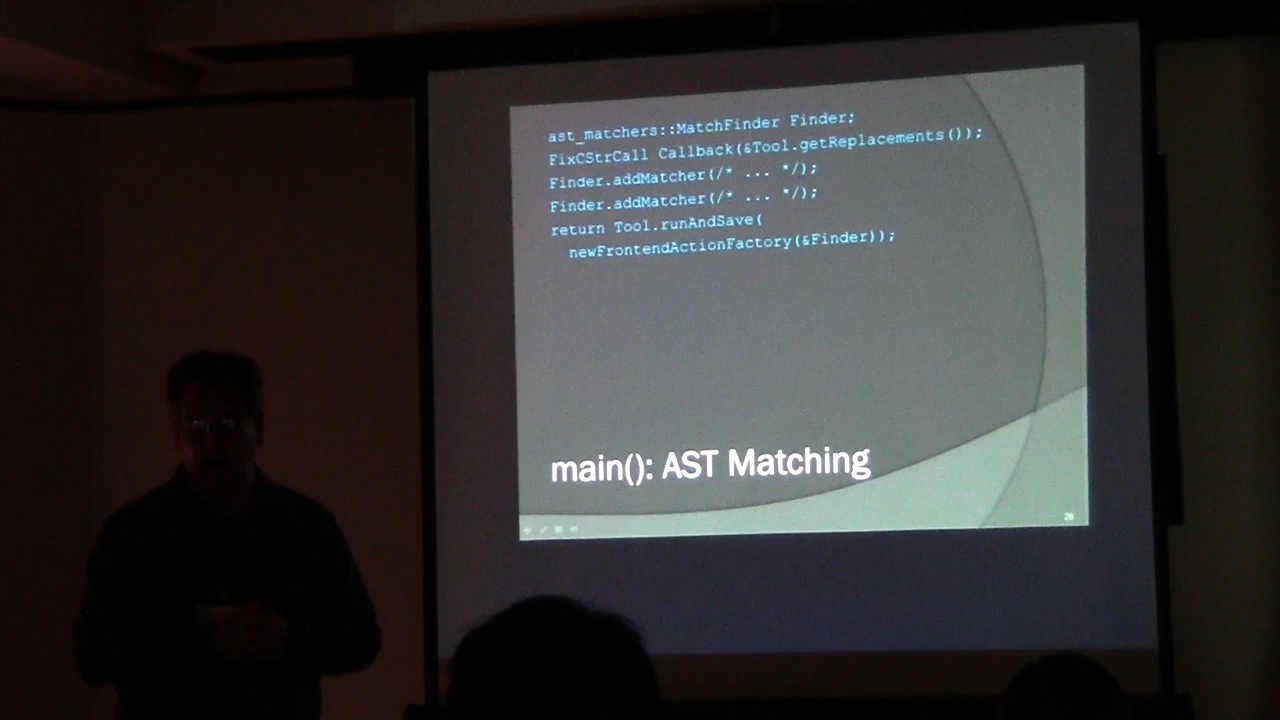 ast_matchers::MatchFinder Finder;
FixCStrCall Callback(&Tool.getReplacements());
Finder.addMatcher(/* ... */);
Finder.addMatcher(/* ... */);
return Tool.runAndSave(
newFrontendActionFactory(&Finder));
main(): AST Matching
26